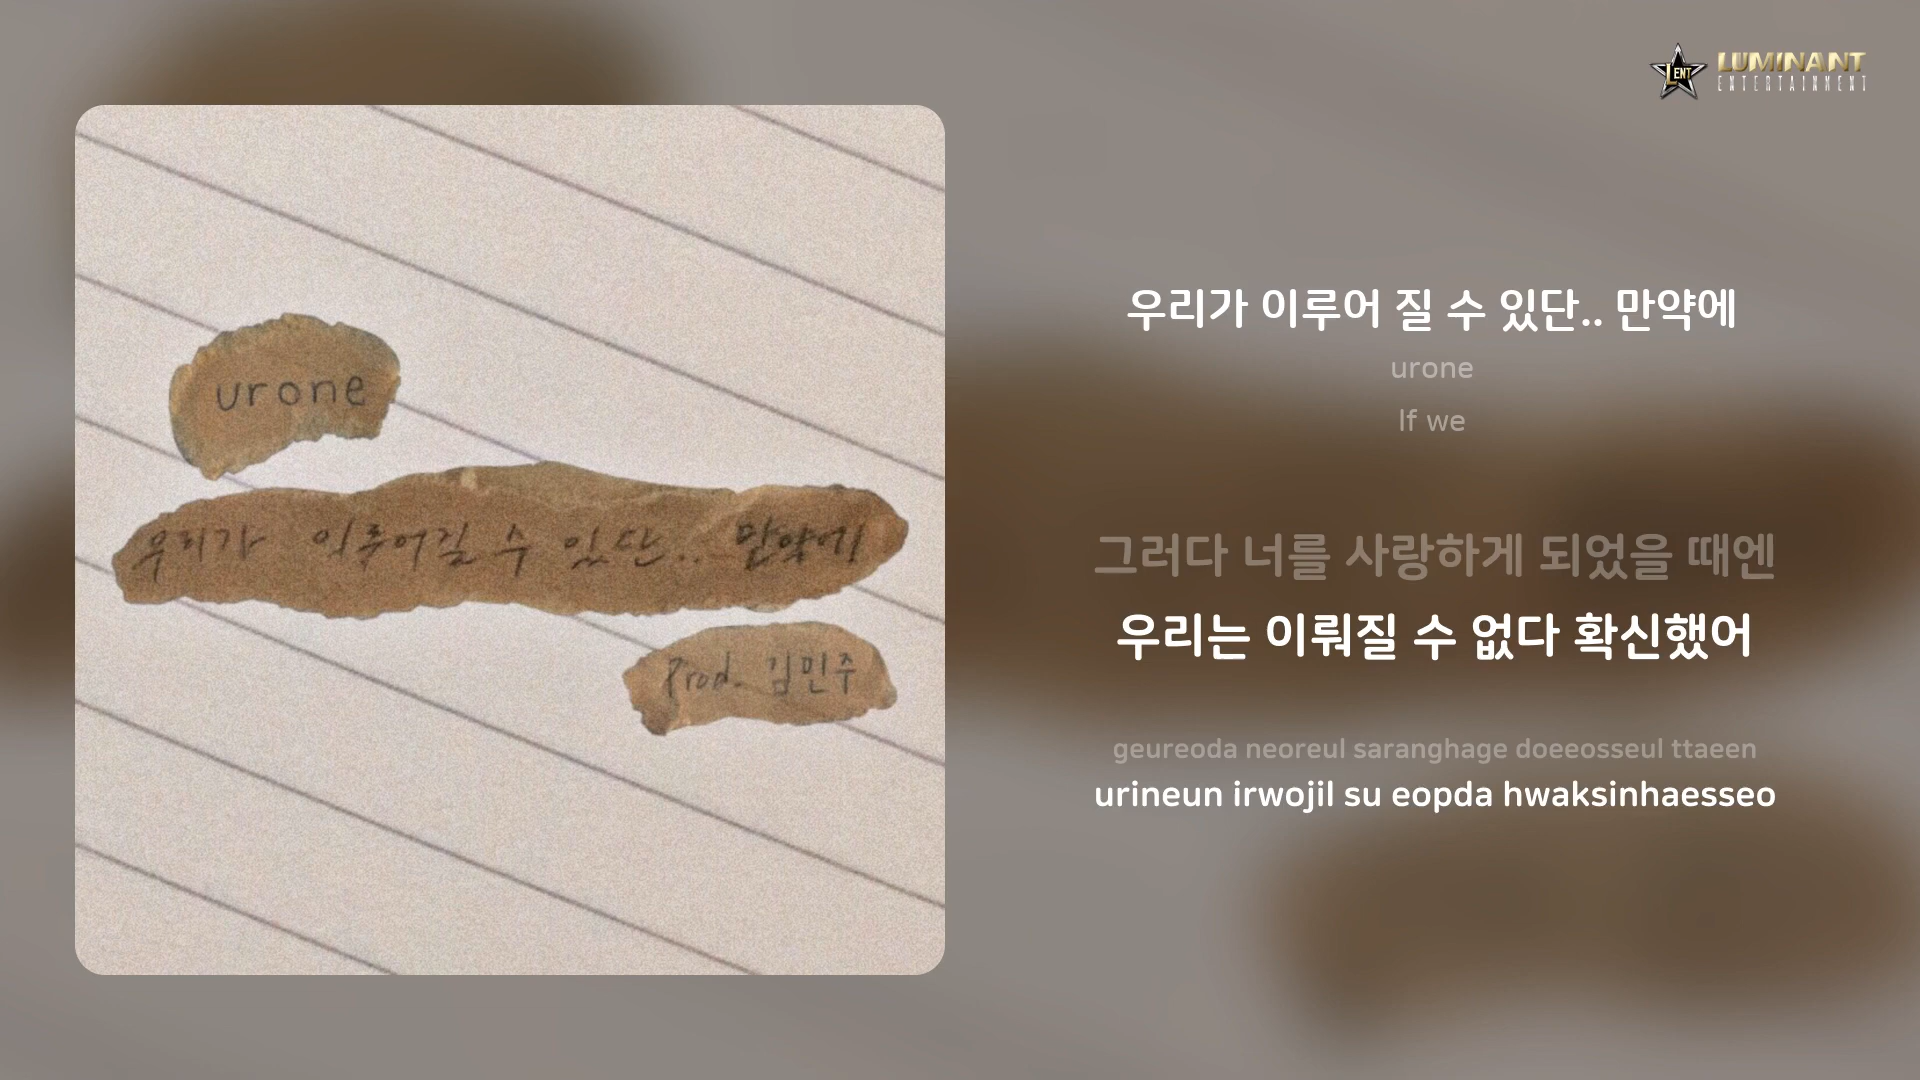 LENT LUMINANT
ENTERTAINMENT
urone
우리가 이루어질 수 있단.. 만약에
Prod. 김민주
우리가 이루어 질 수 있단.. 만약에
urone
If we
그러다 너를 사랑하게 되었을 때엔
우리는 이뤄질 수 없다 확신했어
geureoda neoreul saranghage doeeosseul ttaeen
urineun irwojil su eopda hwaksinhaesseo